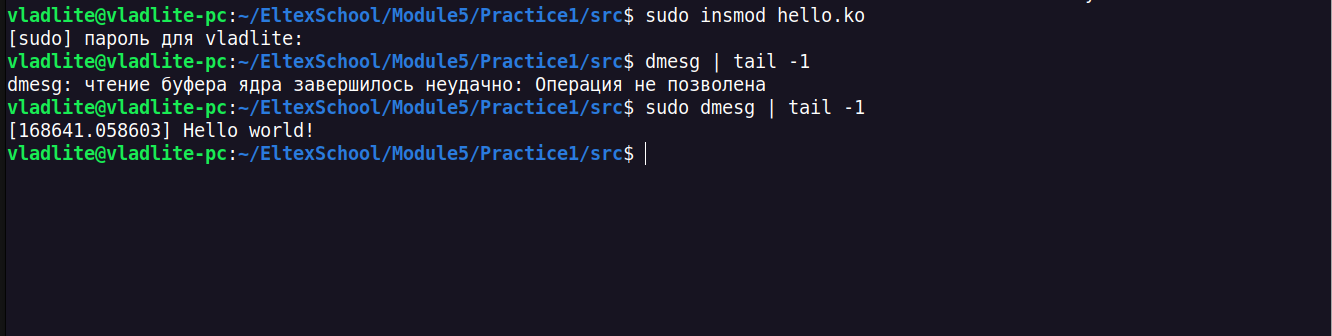 vladlite@vladlite-pc:~/EltexSchool/Module5/Practice1/src$ sudo insmod hello.ko
[sudo] пароль для vladlite:
vladlite@vladlite-pc:~/EltexSchool/Module5/Practice1/src$ dmesg | tail -1
dmesg: чтение буфера ядра завершилось неудачно: Операция не позволена
vladlite@vladlite-pc:~/EltexSchool/Module5/Practice1/src$ sudo dmesg | tail -1
[168641.058603] Hello world!
vladlite@vladlite-pc:~/EltexSchool/Module5/Practice1/src$